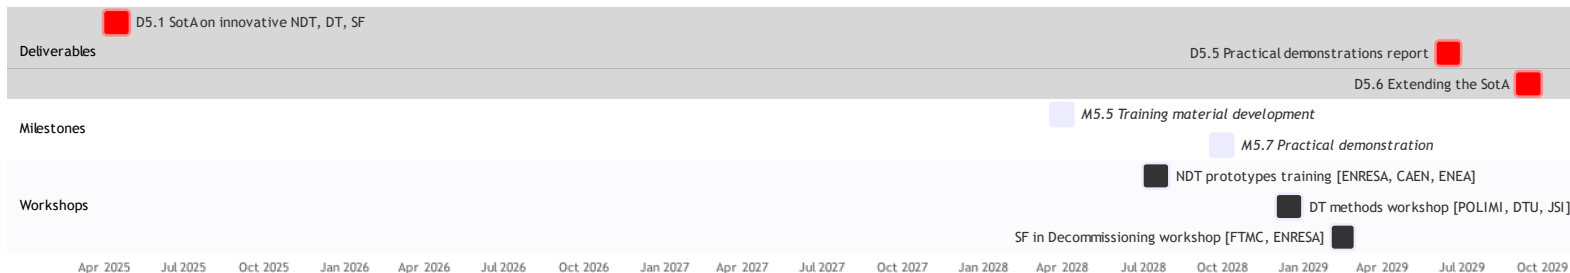 D5.1 SotA on innovative NDT, DT, SF
Deliverables
D5.5 Practical demonstrations report
D5.6 Extending the SotA
M5.5 Training material development
Milestones
M5.7 Practical demonstration
NDT prototypes training [ENRESA, CAEN, ENEA]
Workshops
DT methods workshop [POLIMI, DTU, JSI]
SF in Decommissioning workshop [FTMC, ENRESA]
Apr 2025 Jul 2025 Oct 2025 Jan 2026 Apr 2026 Jul 2026 Oct 2026 Jan 2027 Apr 2027 Jul 2027 Oct 2027 Jan 2028 Apr 2028 Jul 2028 Oct 2028 Jan 2029 Apr 2029 Jul 2029 Oct 2029